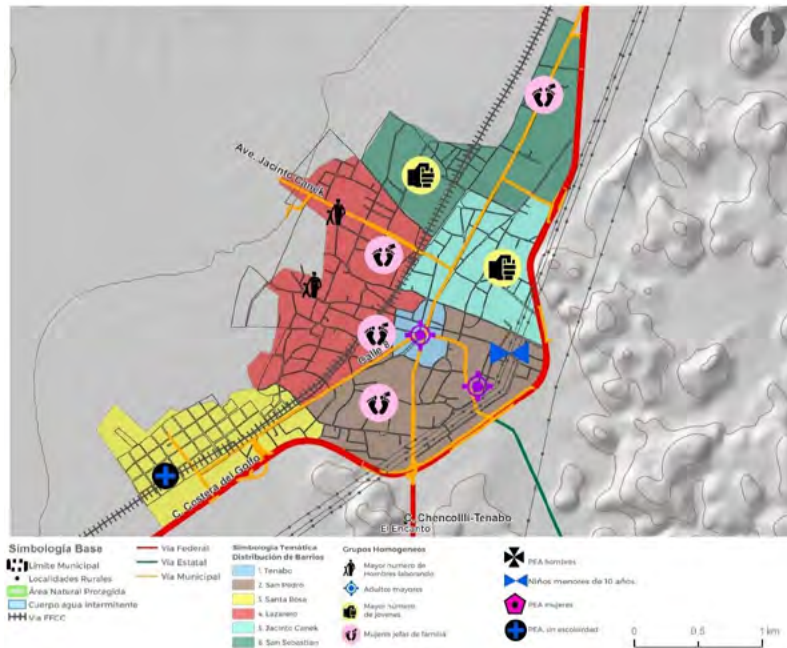 Ave. Jacinto Canek
Calle 8
C. Costera del Golfo
C. Chencollli-Tenabo
El Encanto
Simbología Base
Límite Municipal
Localidades Rurales
Área Natural Protegida
Cuerpo agua intermitente
Vía FFCC
Vía Federal
Vía Estatal
Vía Municipal
Simbología Temática
Distribución de Barrios
1. Tenabo
2. San Pedro
3. Santa Rosa
4. Lazareto
5. Jacinto Canek
6. San Sebastian
Grupos Homogeneos
Mayor numero de
hombres laborando
Adultos mayores
Mayor número
de jovenes
Mujeres jefas de familia
PEA hombres
Niños menores de 10 años
PEA mujeres
PEA, sin escolaridad
0 0.5 1 km